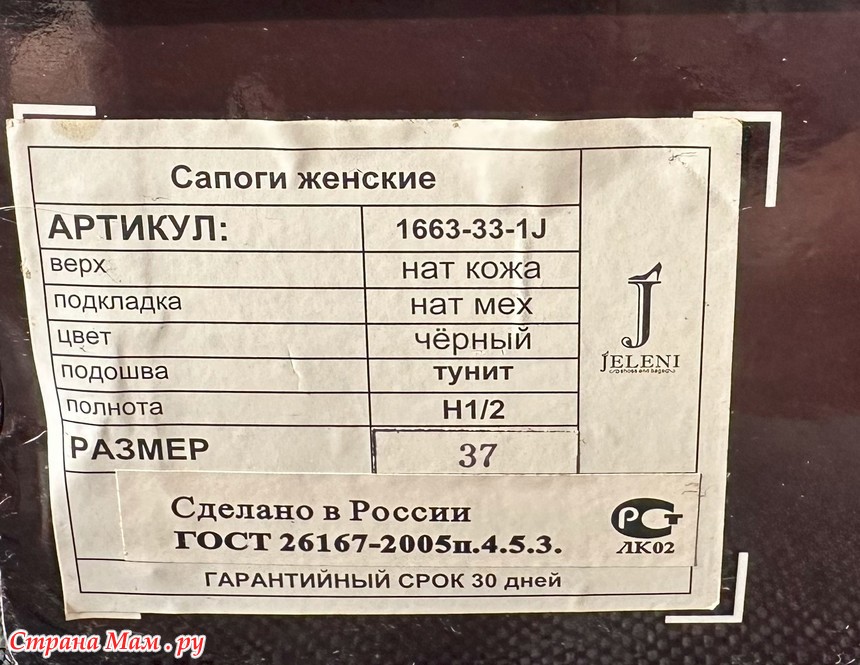 Сапоги женские
АРТИКУЛ: 1663-33-1J
верх нат кожа
подкладка нат мех
цвет чёрный
подошва тунит
полнота Н1/2
РАЗМЕР 37
JELENI
Сделано в России
ГОСТ 26167-2005п.4.5.3.
РСТ
ЛК02
ГАРАНТИЙНЫЙ СРОК 30 дней
Страна Мам.ру